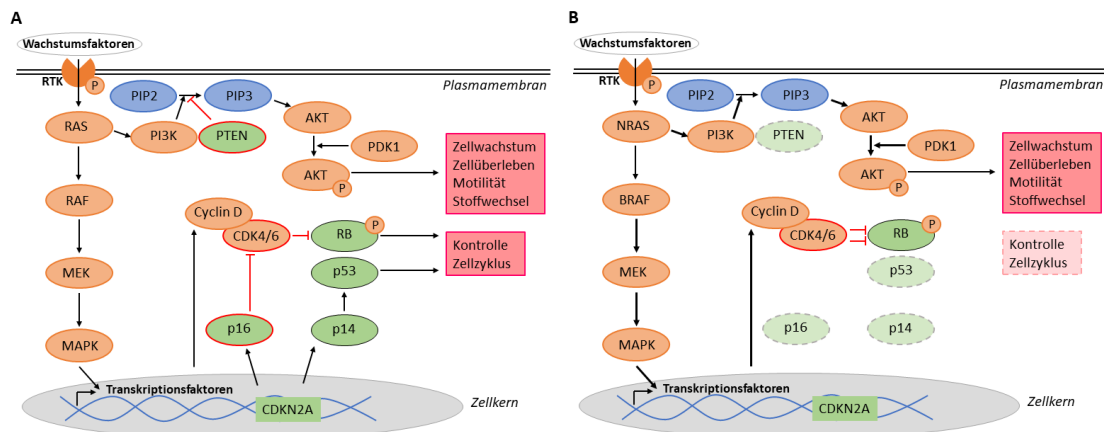 A
Wachstumsfaktoren
RTK
P
Plasmamembran
PIP2
PIP3
RAS
PI3K
PTEN
AKT
PDK1
AKT
P
Zellwachstum
Zellüberleben
Motilität
Stoffwechsel
RAF
Cyclin D
CDK4/6
RB
P
Kontrolle
Zellzyklus
MEK
p53
MAPK
p16
p14
Transkriptionsfaktoren
CDKN2A
Zellkern
B
Wachstumsfaktoren
RTK
P
Plasmamembran
PIP2
PIP3
NRAS
PI3K
PTEN
AKT
PDK1
AKT
P
Zellwachstum
Zellüberleben
Motilität
Stoffwechsel
BRAF
Cyclin D
CDK4/6
RB
P
Kontrolle
Zellzyklus
MEK
p53
MAPK
p16
p14
Transkriptionsfaktoren
CDKN2A
Zellkern